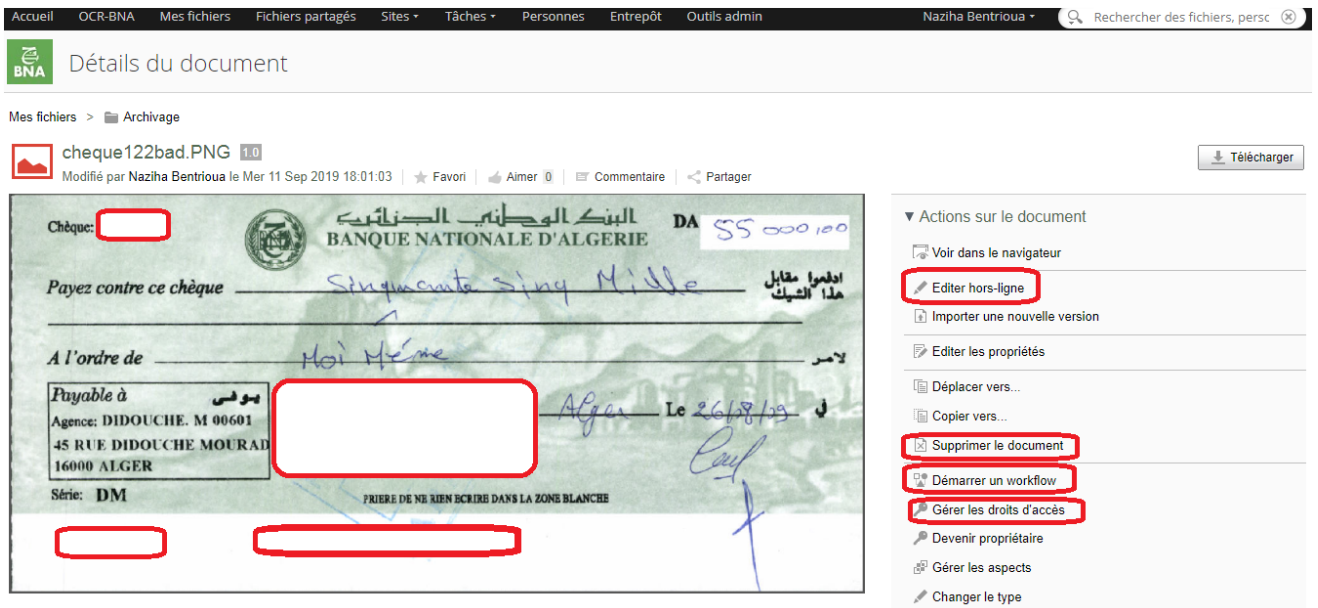 Accueil OCR-BNA Mes fichiers Fichiers partagés Sites Tâches Personnes Entrepôt Outils admin Naziha Bentrioua Rechercher des fichiers, persc
BNA Détails du document
Mes fichiers > Archivage
cheque122bad.PNG 1.0
Télécharger
Modifié par Naziha Bentrioua le Mer 11 Sep 2019 18:01:03 Favori Aimer 0 Commentaire Partager
Chèque:
البنك الوطني الجزائري
BANQUE NATIONALE D'ALGERIE
DA 55 000,00
Payez contre ce chèque Sinquante Sinq Mille
ادفعوا مقابل
هذا الشيك
A l'ordre de Moi Même لامر
Payable à يوفى
Agence: DIDOUCHE. M 00601
45 RUE DIDOUCHE MOURAD
16000 ALGER
Alger Le 26/08/09 في
Série: DM
PRIERE DE NE RIEN ECRIRE DANS LA ZONE BLANCHE
Actions sur le document
Voir dans le navigateur
Editer hors-ligne
Importer une nouvelle version
Editer les propriétés
Déplacer vers...
Copier vers...
Supprimer le document
Démarrer un workflow
Gérer les droits d'accès
Devenir propriétaire
Gérer les aspects
Changer le type